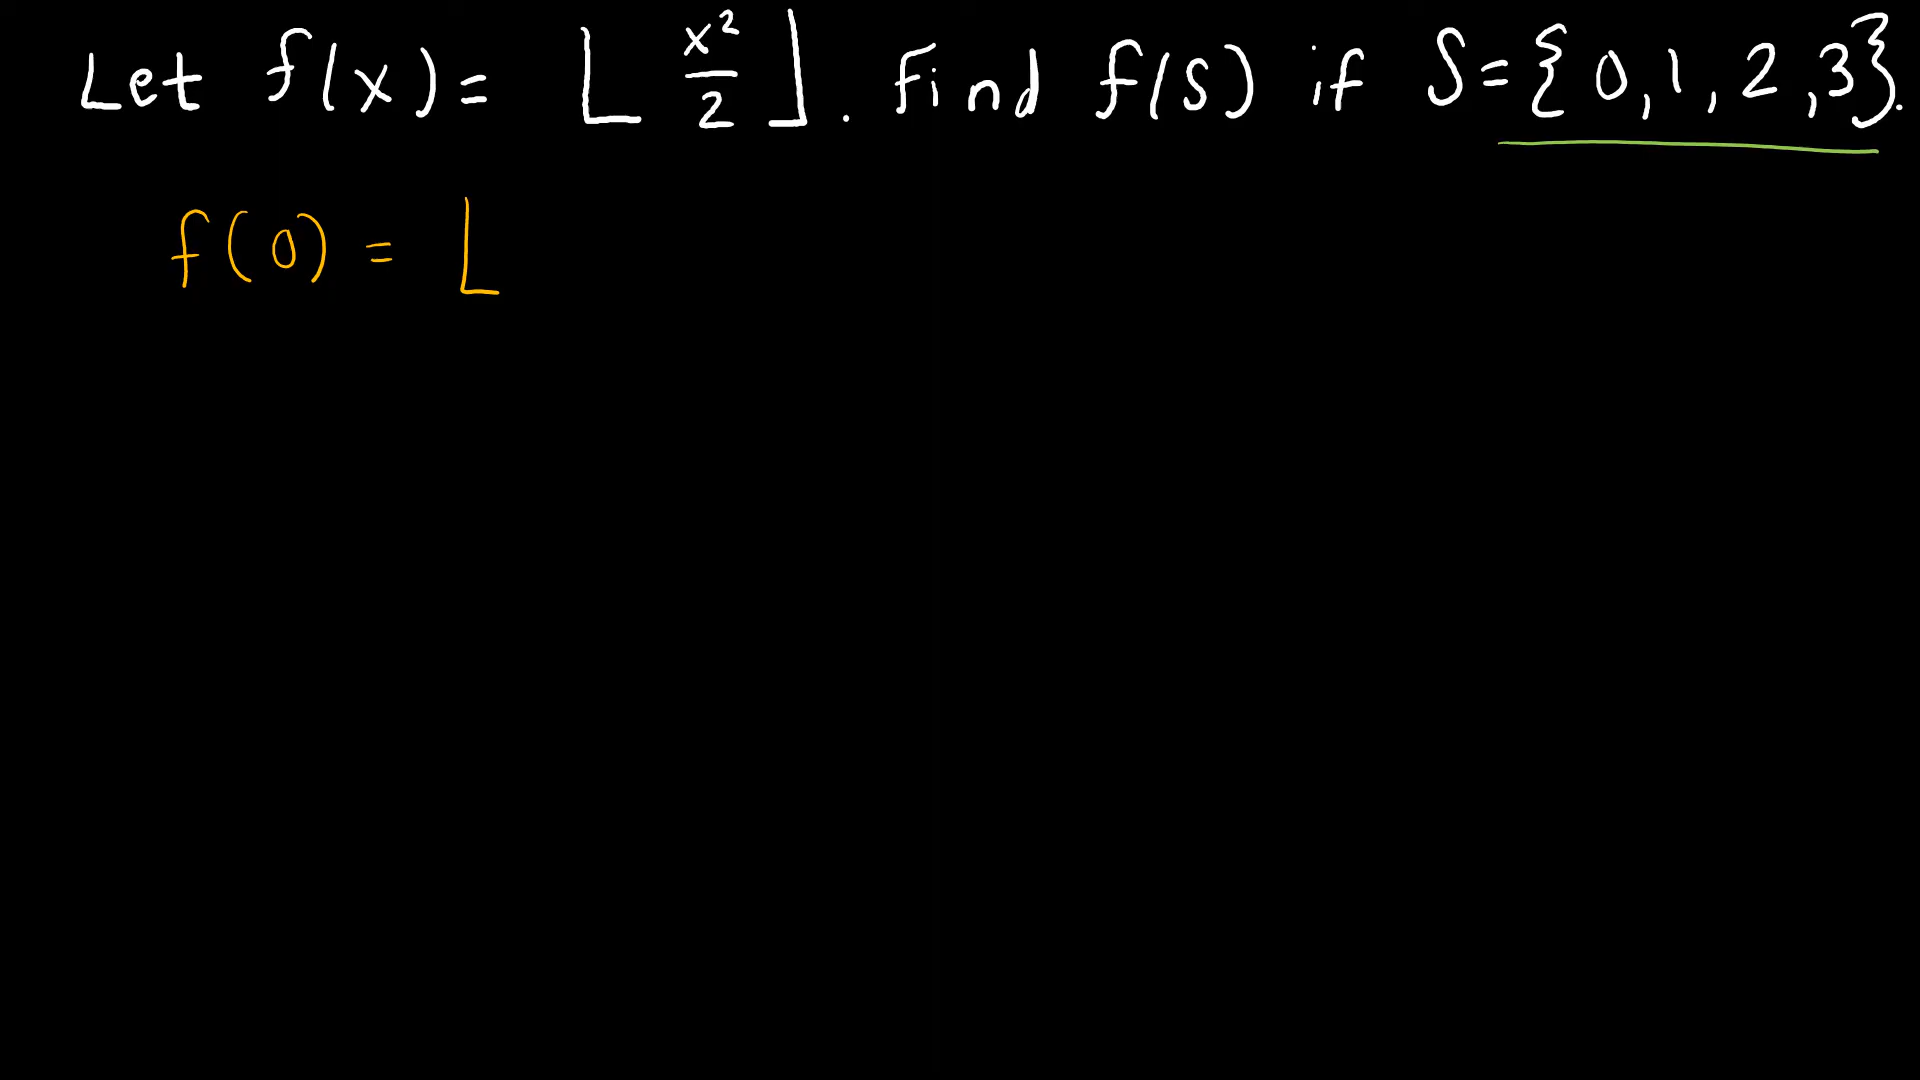 Let f(x) = ⌊ x²/2 ⌋. Find f(S) if S = { 0, 1, 2, 3}.
f(0) = ⌊